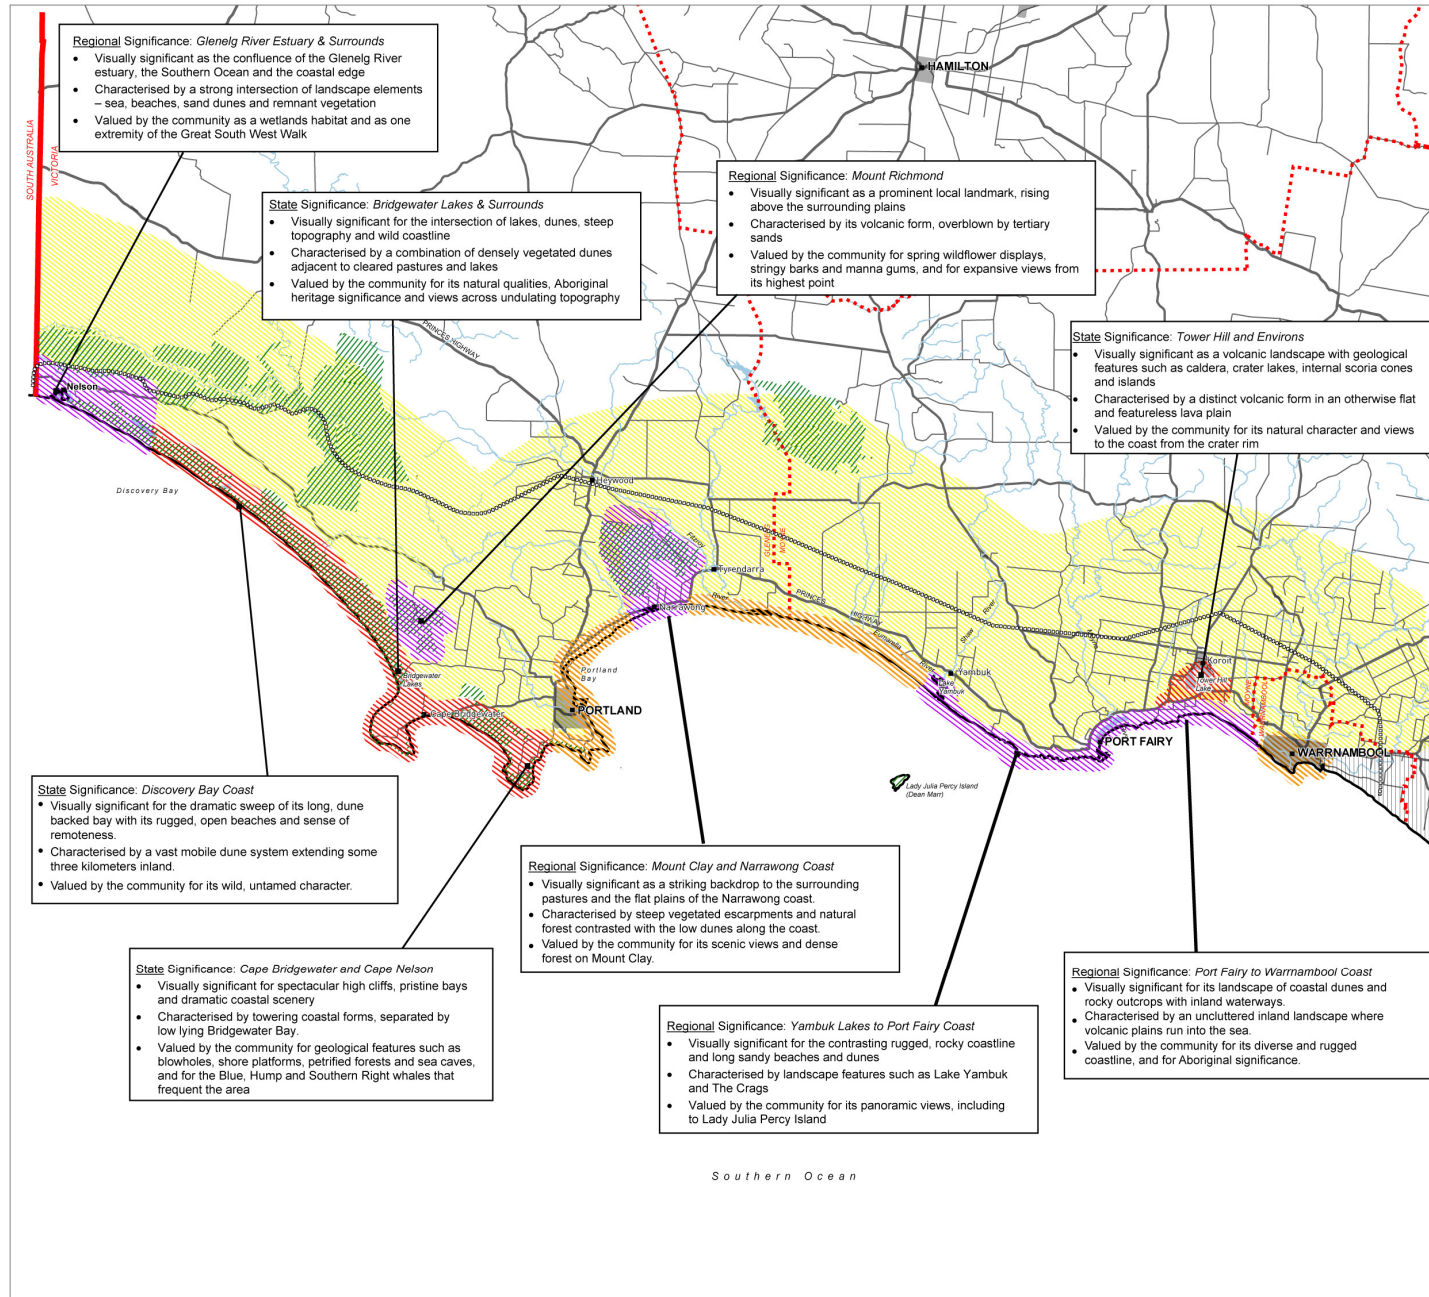 Regional Significance: Glenelg River Estuary & Surrounds
• Visually significant as the confluence of the Glenelg River
estuary, the Southern Ocean and the coastal edge
• Characterised by a strong intersection of landscape elements
– sea, beaches, sand dunes and remnant vegetation
• Valued by the community as a wetlands habitat and as one
extremity of the Great South West Walk
HAMILTON
SOUTH AUSTRALIA
VICTORIA
State Significance: Bridgewater Lakes & Surrounds
• Visually significant for the intersection of lakes, dunes, steep
topography and wild coastline
• Characterised by a combination of densely vegetated dunes
adjacent to cleared pastures and lakes
• Valued by the community for its natural qualities, Aboriginal
heritage significance and views across undulating topography
Regional Significance: Mount Richmond
• Visually significant as a prominent local landmark, rising
above the surrounding plains
• Characterised by its volcanic form, overblown by tertiary
sands
• Valued by the community for spring wildflower displays,
stringy barks and manna gums, and for expansive views from
its highest point
State Significance: Tower Hill and Environs
• Visually significant as a volcanic landscape with geological
features such as caldera, crater lakes, internal scoria cones
and islands
• Characterised by a distinct volcanic form in an otherwise flat
and featureless lava plain
• Valued by the community for its natural character and views
to the coast from the crater rim
PRINCES HIGHWAY
Nelson
Discovery Bay
Heywood
Fitzroy
River
GLENELG
MOYNE
Tyrendarra
Narrawong
PRINCES
HIGHWAY
Eumeralla
River
Shaw River
Moyne
Yambuk
Lake
Yambuk
Koroit
Tower Hill
Lake
MOYNE
WARRNAMBOOL
Bridgewater
Lakes
Cape Bridgewater
Portland
Bay
PORTLAND
PORT FAIRY
WARRNAMBOOL
Lady Julia Percy Island
(Dean Marr)
State Significance: Discovery Bay Coast
• Visually significant for the dramatic sweep of its long, dune
backed bay with its rugged, open beaches and sense of
remoteness.
• Characterised by a vast mobile dune system extending some
three kilometers inland.
• Valued by the community for its wild, untamed character.
Regional Significance: Mount Clay and Narrawong Coast
• Visually significant as a striking backdrop to the surrounding
pastures and the flat plains of the Narrawong coast.
• Characterised by steep vegetated escarpments and natural
forest contrasted with the low dunes along the coast.
• Valued by the community for its scenic views and dense
forest on Mount Clay.
State Significance: Cape Bridgewater and Cape Nelson
• Visually significant for spectacular high cliffs, pristine bays
and dramatic coastal scenery
• Characterised by towering coastal forms, separated by
low lying Bridgewater Bay.
• Valued by the community for geological features such as
blowholes, shore platforms, petrified forests and sea caves,
and for the Blue, Hump and Southern Right whales that
frequent the area
Regional Significance: Yambuk Lakes to Port Fairy Coast
• Visually significant for the contrasting rugged, rocky coastline
and long sandy beaches and dunes
• Characterised by landscape features such as Lake Yambuk
and The Crags
• Valued by the community for its panoramic views, including
to Lady Julia Percy Island
Regional Significance: Port Fairy to Warrnambool Coast
• Visually significant for its landscape of coastal dunes and
rocky outcrops with inland waterways.
• Characterised by an uncluttered inland landscape where
volcanic plains run into the sea.
• Valued by the community for its diverse and rugged
coastline, and for Aboriginal significance.
Southern Ocean